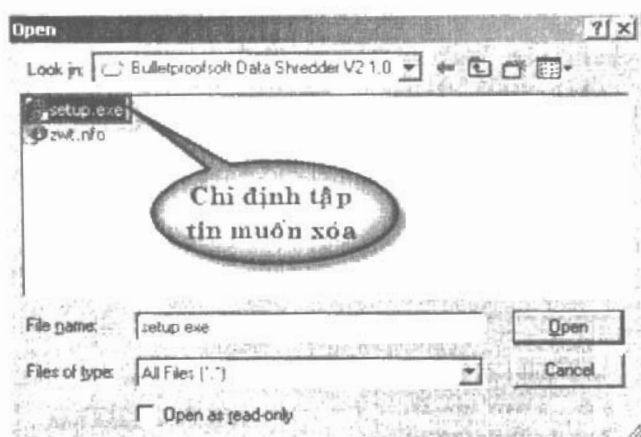 Open
Look in:
Bulletproofsoft Data Shredder V2.1.0
setup.exe
zwt.nfo
Chỉ định tập
tin muốn xóa
File name:
setup exe
Open
Files of type:
All Files (*.*)
Cancel
Open as read-only